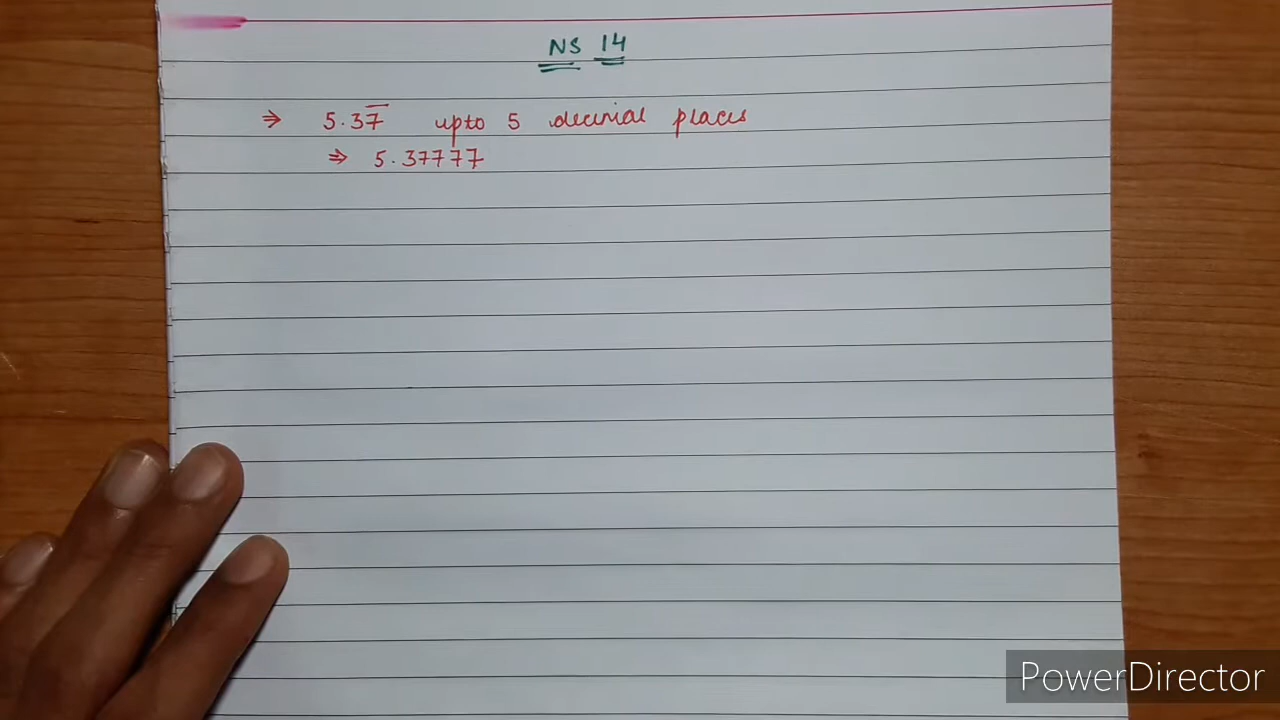 NS 14
⇒ 5.37̅ upto 5 decimal places
⇒ 5.37777
PowerDirector